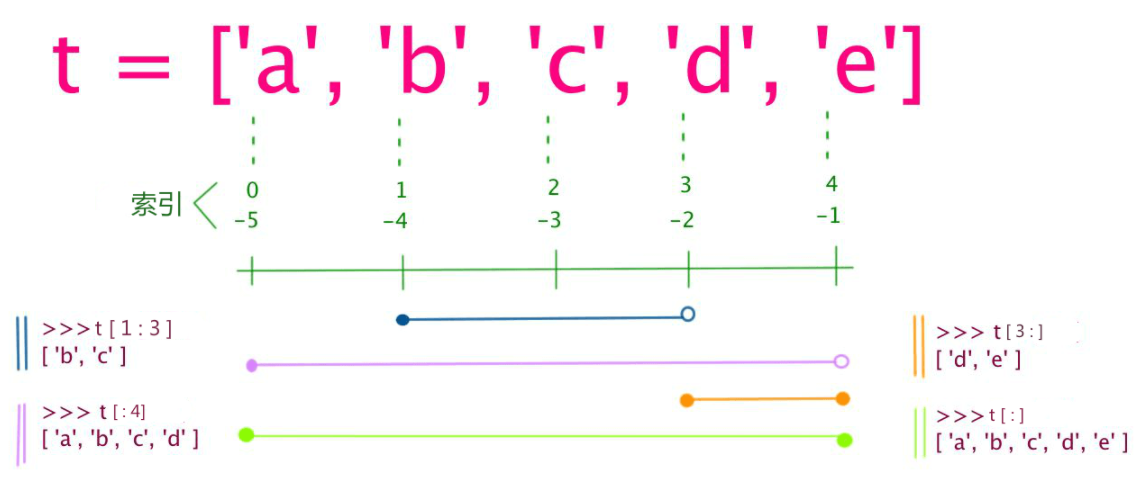 t = ['a', 'b', 'c', 'd', 'e']
索引
0 1 2 3 4
-5 -4 -3 -2 -1
>>>t[1:3]
['b', 'c']
>>> t[:4]
['a', 'b', 'c', 'd']
>>> t[3:]
['d', 'e']
>>>t[:]
['a', 'b', 'c', 'd', 'e']